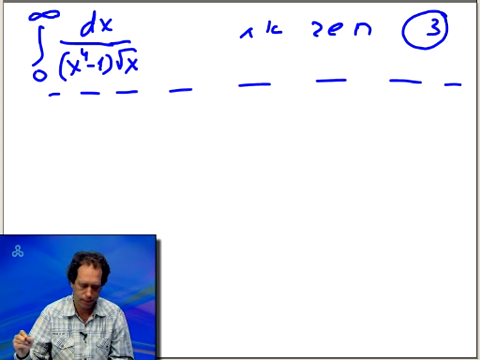 ∫₀^∞ dx / ((x⁴-1)√x) ③